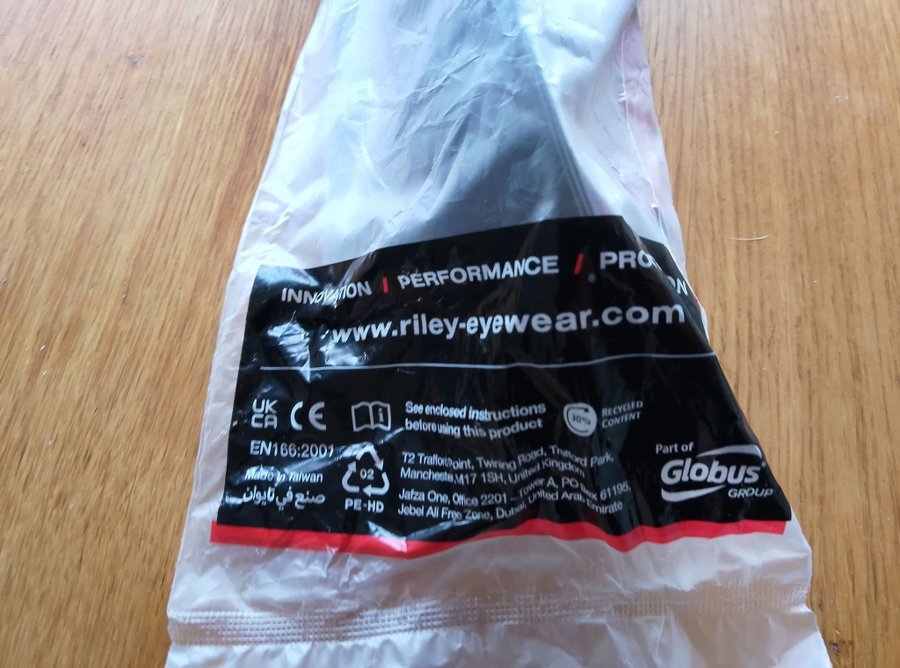 INNOVATION / PERFORMANCE /
www.riley-eyewear.com
UK
CA CE
See enclosed instructions
before using this product
30%
RECYCLED
CONTENT
EN166:2001
Made in Taiwan
صنع في تايوان
02
PE-HD
T2 Trafford Point, Twining Road, Trafford Park,
Manchester M17 1SH, United Kingdom
Jafza One, Office 2201 – Tower A, PO Box 61195,
Jebel Ali Free Zone, Dubai, United Arab Emirate
Part of
Globus
GROUP